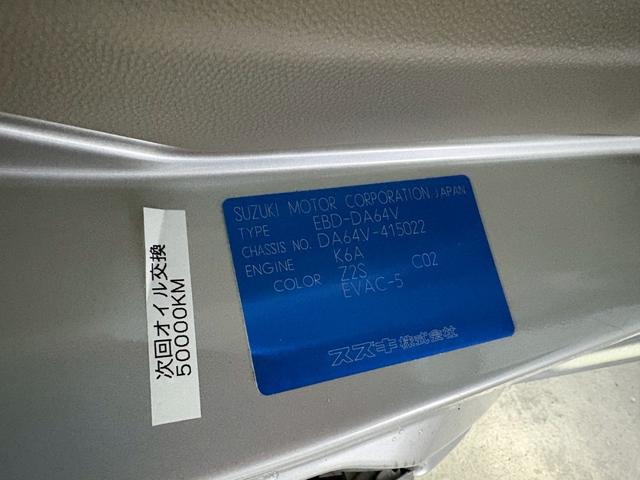 SUZUKI MOTOR CORPORATION, JAPAN
TYPE EBD-DA64V
CHASSIS NO. DA64V-415022
ENGINE K6A
COLOR Z2S C02
EVAC-5
スズキ株式会社
次回オイル交換
50000KM